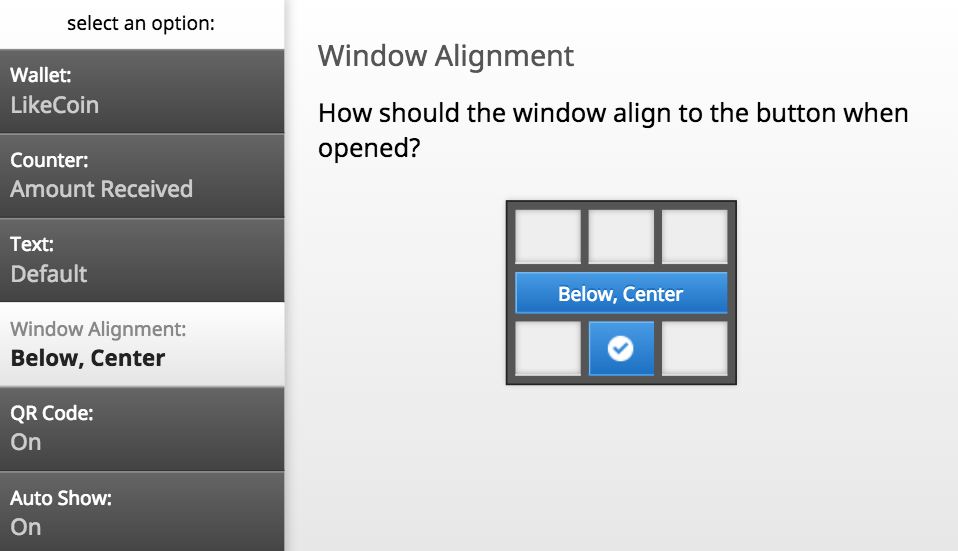 select an option:
Wallet:
LikeCoin
Counter:
Amount Received
Text:
Default
Window Alignment:
Below, Center
QR Code:
On
Auto Show:
On
Window Alignment
How should the window align to the button when
opened?
Below, Center